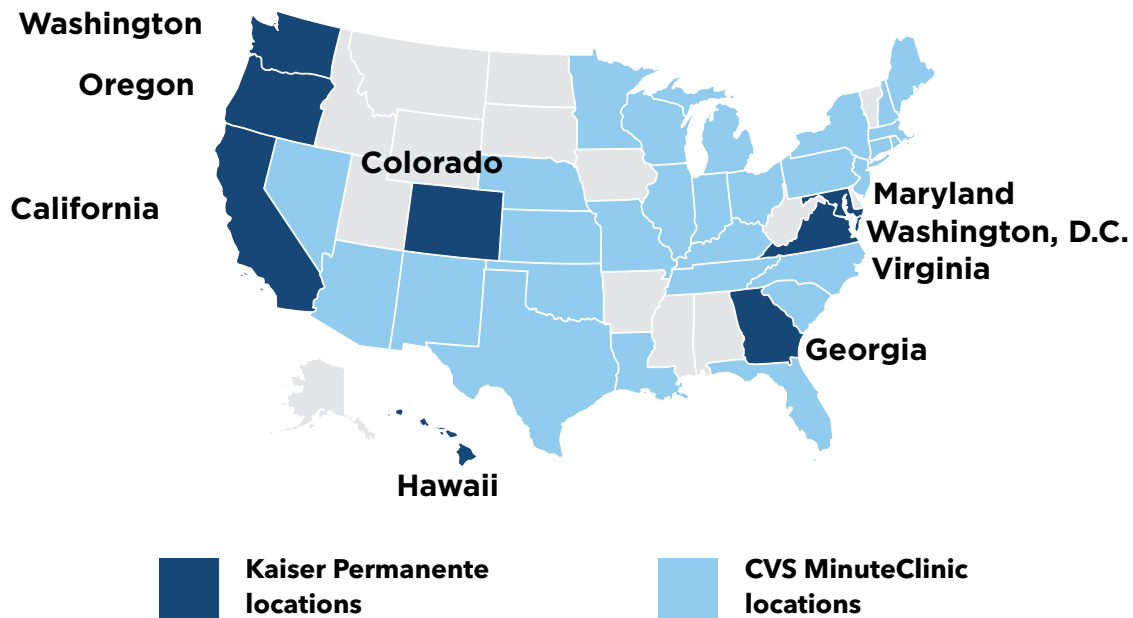 Washington
Oregon
Colorado
California
Maryland
Washington, D.C.
Virginia
Georgia
Hawaii
Kaiser Permanente
locations
CVS MinuteClinic
locations